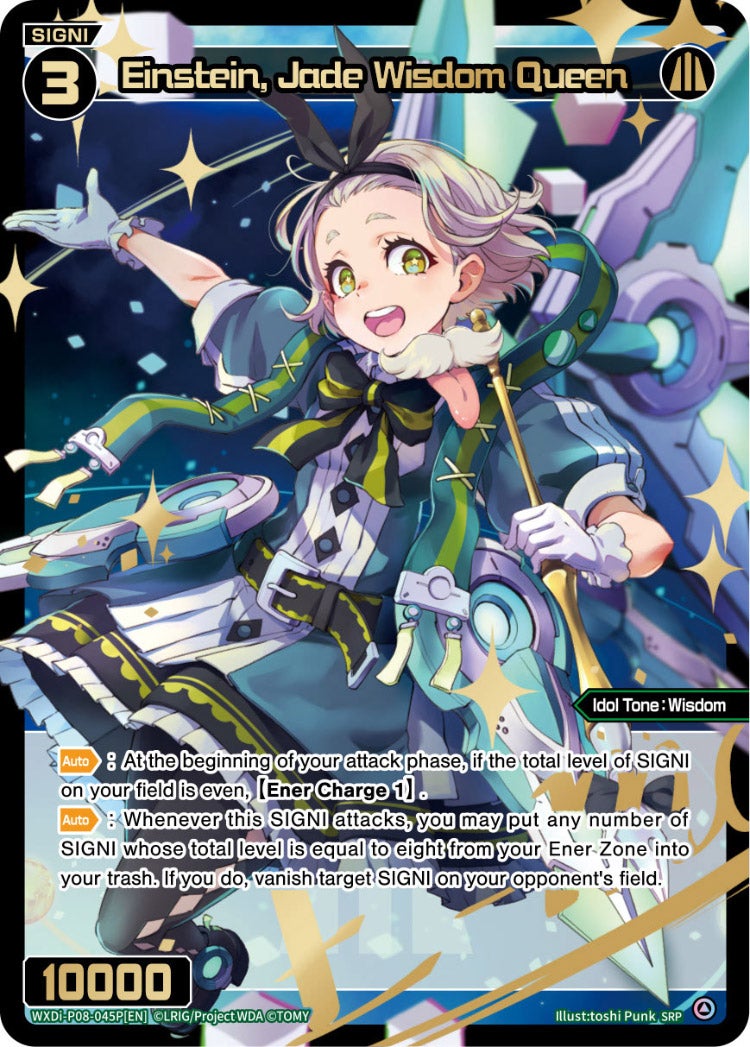 SIGNI
3
Einstein, Jade Wisdom Queen
Idol Tone：Wisdom
Auto : At the beginning of your attack phase, if the total level of SIGNI
on your field is even, 【Ener Charge 1】 .
Auto : Whenever this SIGNI attacks, you may put any number of
SIGNI whose total level is equal to eight from your Ener Zone into
your trash. If you do, vanish target SIGNI on your opponent's field.
10000
WXDi-P08-045P[EN] ©LRIG/Project WDA ©TOMY
Illust:toshi Punk_SRP